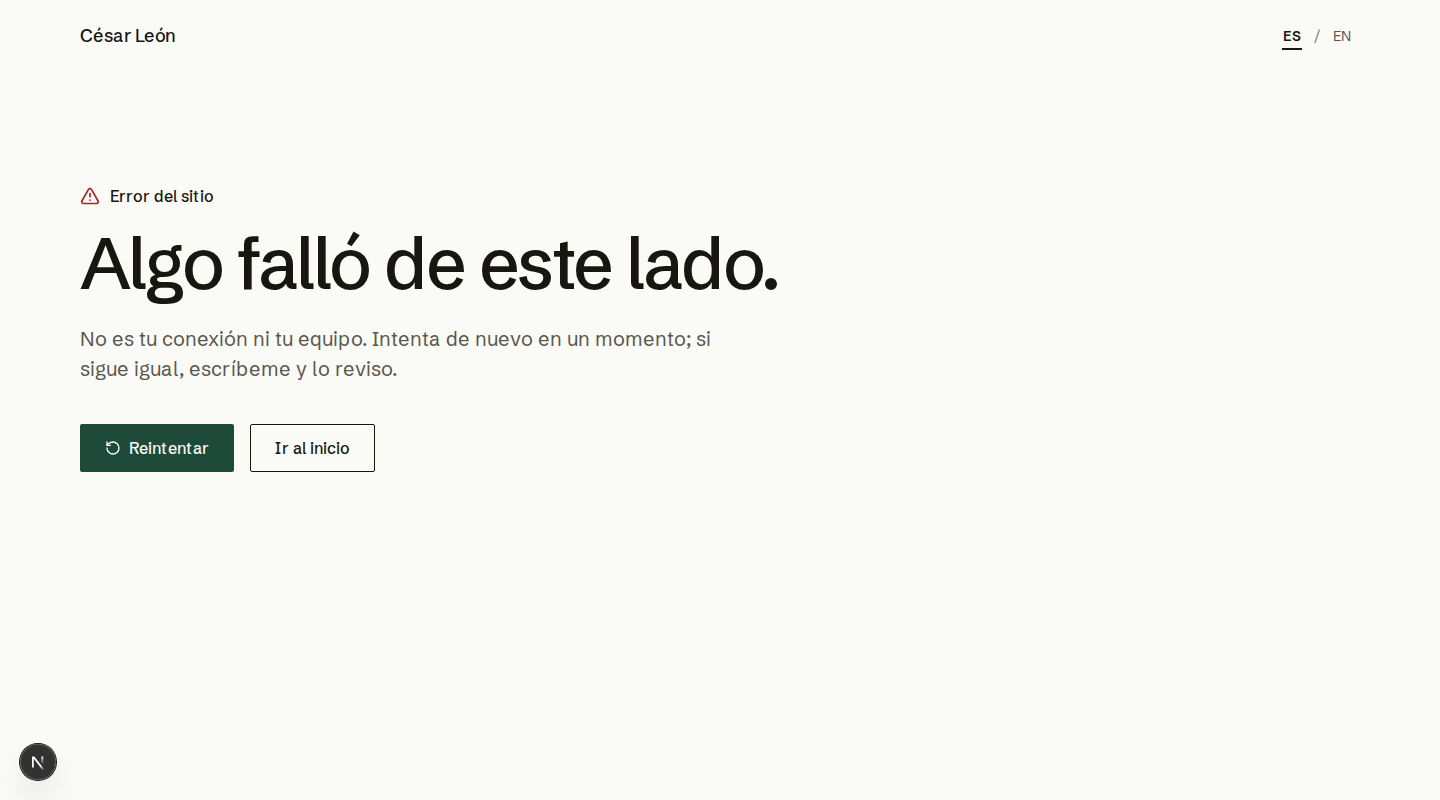 César León
ES / EN
Error del sitio
Algo falló de este lado.
No es tu conexión ni tu equipo. Intenta de nuevo en un momento; si
sigue igual, escríbeme y lo reviso.
Reintentar
Ir al inicio
N